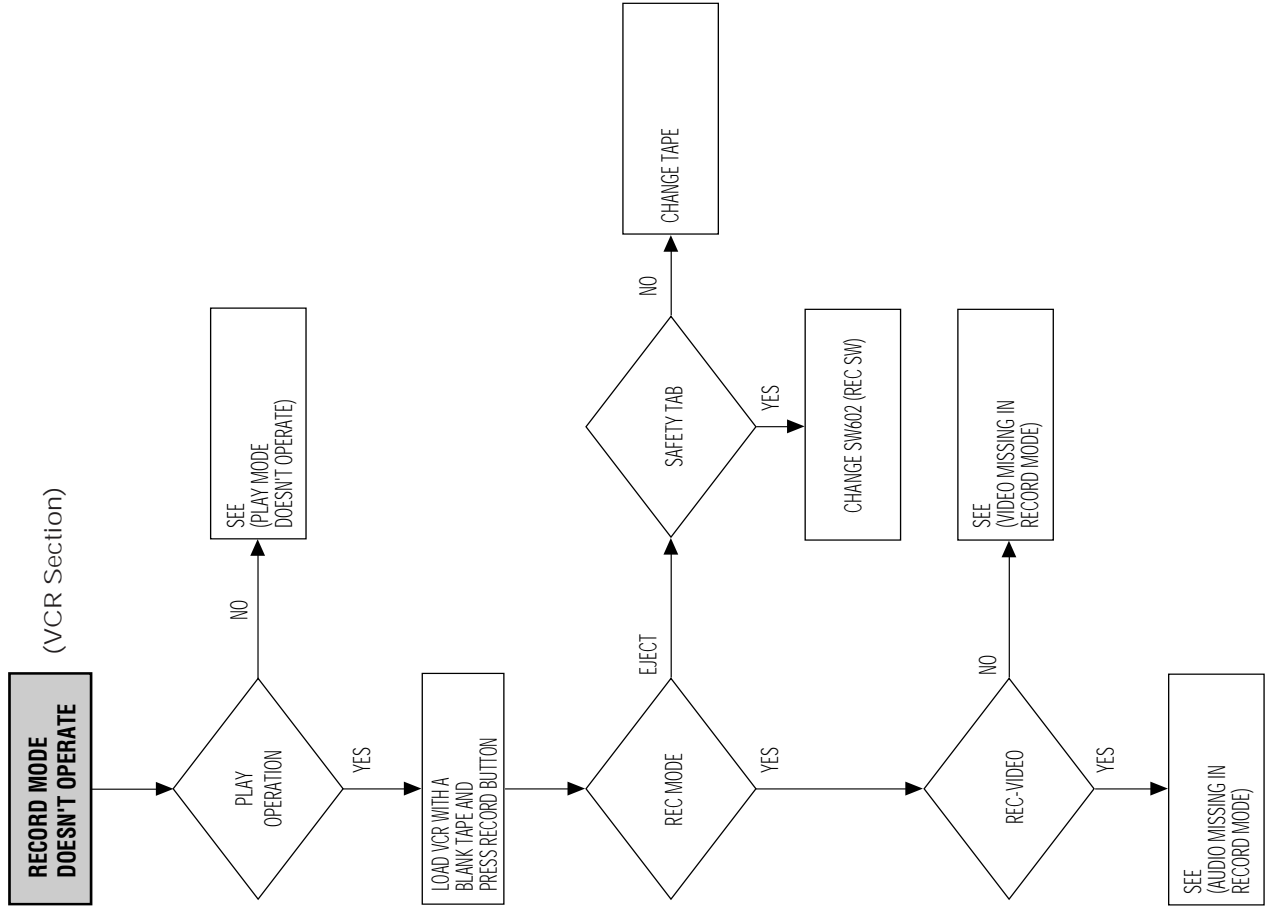 RECORD MODE
DOESN'T OPERATE
(VCR Section)
PLAY
OPERATION
NO
SEE
(PLAY MODE
DOESN'T OPERATE)
YES
LOAD VCR WITH A
BLANK TAPE AND
PRESS RECORD BUTTON
REC MODE
EJECT
SAFETY TAB
NO
CHANGE TAPE
YES
CHANGE SW602 (REC SW)
YES
REC-VIDEO
NO
SEE
(VIDEO MISSING IN
RECORD MODE)
YES
SEE
(AUDIO MISSING IN
RECORD MODE)